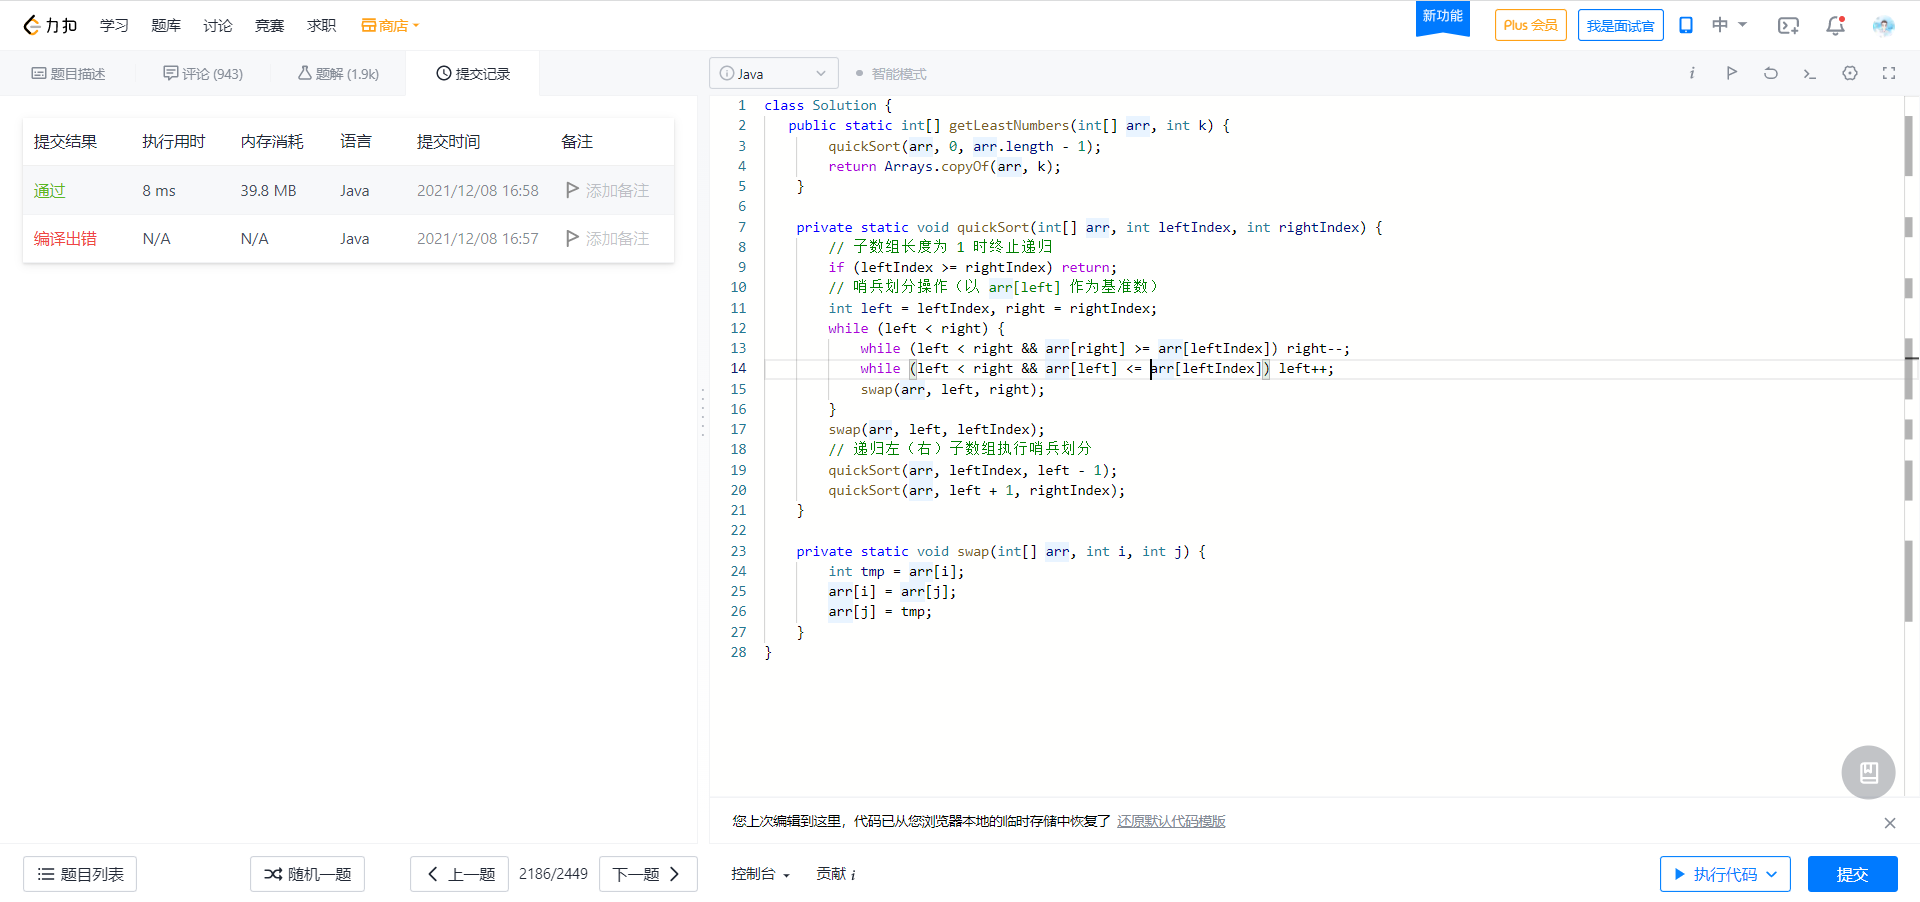 力扣 学习 题库 讨论 竞赛 求职 商店 新功能 Plus 会员 我是面试官 中
题目描述 评论 (943) 题解 (1.9k) 提交记录
提交结果 执行用时 内存消耗 语言 提交时间 备注
通过 8 ms 39.8 MB Java 2021/12/08 16:58 添加备注
编译出错 N/A N/A Java 2021/12/08 16:57 添加备注
i Java 智能模式 i
1 class Solution {
2 public static int[] getLeastNumbers(int[] arr, int k) {
3 quickSort(arr, 0, arr.length - 1);
4 return Arrays.copyOf(arr, k);
5 }
6
7 private static void quickSort(int[] arr, int leftIndex, int rightIndex) {
8 // 子数组长度为 1 时终止递归
9 if (leftIndex >= rightIndex) return;
10 // 哨兵划分操作（以 arr[left] 作为基准数）
11 int left = leftIndex, right = rightIndex;
12 while (left < right) {
13 while (left < right && arr[right] >= arr[leftIndex]) right--;
14 while (left < right && arr[left] <= arr[leftIndex]) left++;
15 swap(arr, left, right);
16 }
17 swap(arr, left, leftIndex);
18 // 递归左（右）子数组执行哨兵划分
19 quickSort(arr, leftIndex, left - 1);
20 quickSort(arr, left + 1, rightIndex);
21 }
22
23 private static void swap(int[] arr, int i, int j) {
24 int tmp = arr[i];
25 arr[i] = arr[j];
26 arr[j] = tmp;
27 }
28 }
您上次编辑到这里，代码已从您浏览器本地的临时存储中恢复了 还原默认代码模版
题目列表 随机一题 上一题 2186/2449 下一题 控制台 贡献 i 执行代码 提交